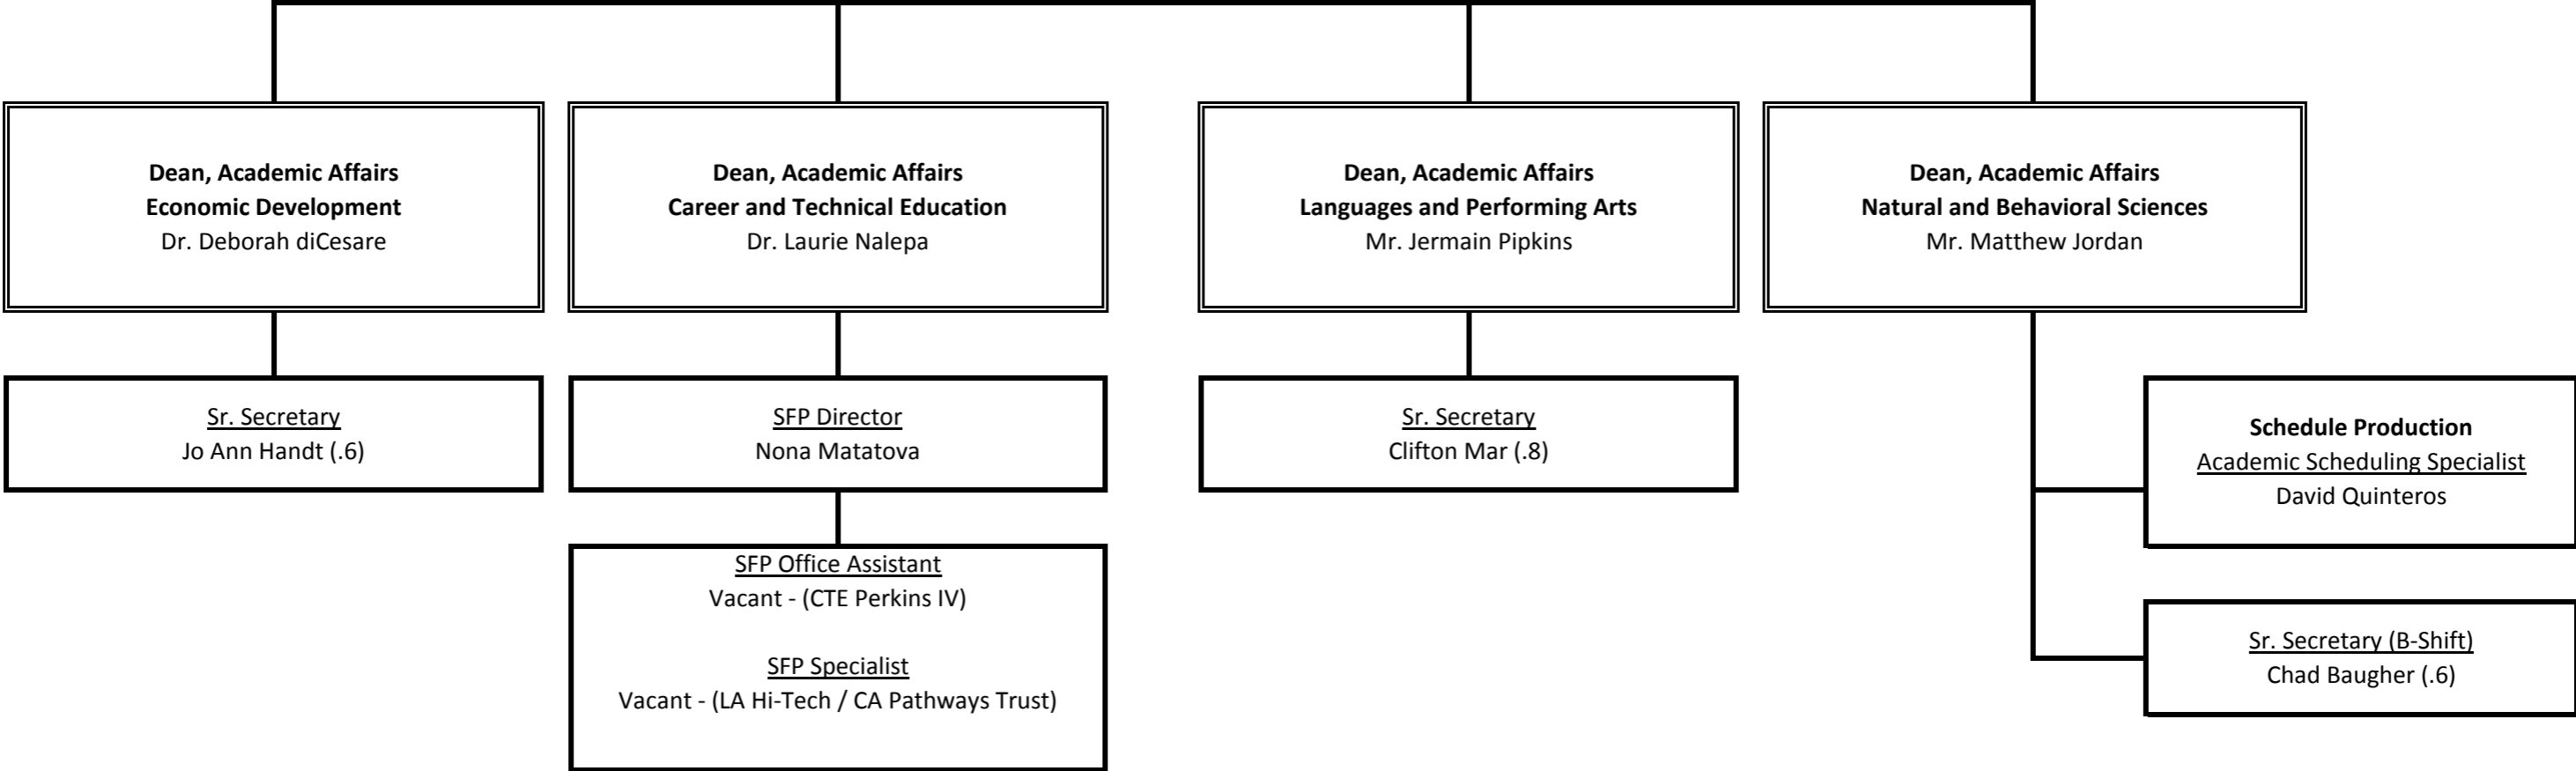 Dean, Academic Affairs
Economic Development
Dr. Deborah diCesare
Dean, Academic Affairs
Career and Technical Education
Dr. Laurie Nalepa
Dean, Academic Affairs
Languages and Performing Arts
Mr. Jermain Pipkins
Dean, Academic Affairs
Natural and Behavioral Sciences
Mr. Matthew Jordan
Sr. Secretary
Jo Ann Handt (.6)
SFP Director
Nona Matatova
Sr. Secretary
Clifton Mar (.8)
Schedule Production
Academic Scheduling Specialist
David Quinteros
SFP Office Assistant
Vacant - (CTE Perkins IV)
SFP Specialist
Vacant - (LA Hi-Tech / CA Pathways Trust)
Sr. Secretary (B-Shift)
Chad Baugher (.6)